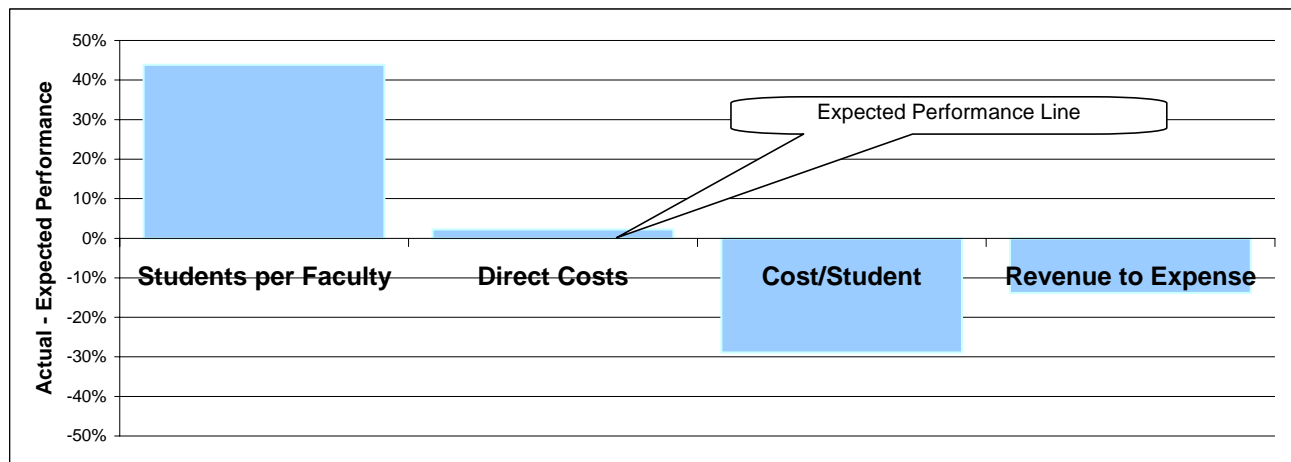 50%
40%
30%
20%
10%
0%
-10%
-20%
-30%
-40%
-50%
Actual - Expected Performance
Expected Performance Line
Students per Faculty
Direct Costs
Cost/Student
Revenue to Expense